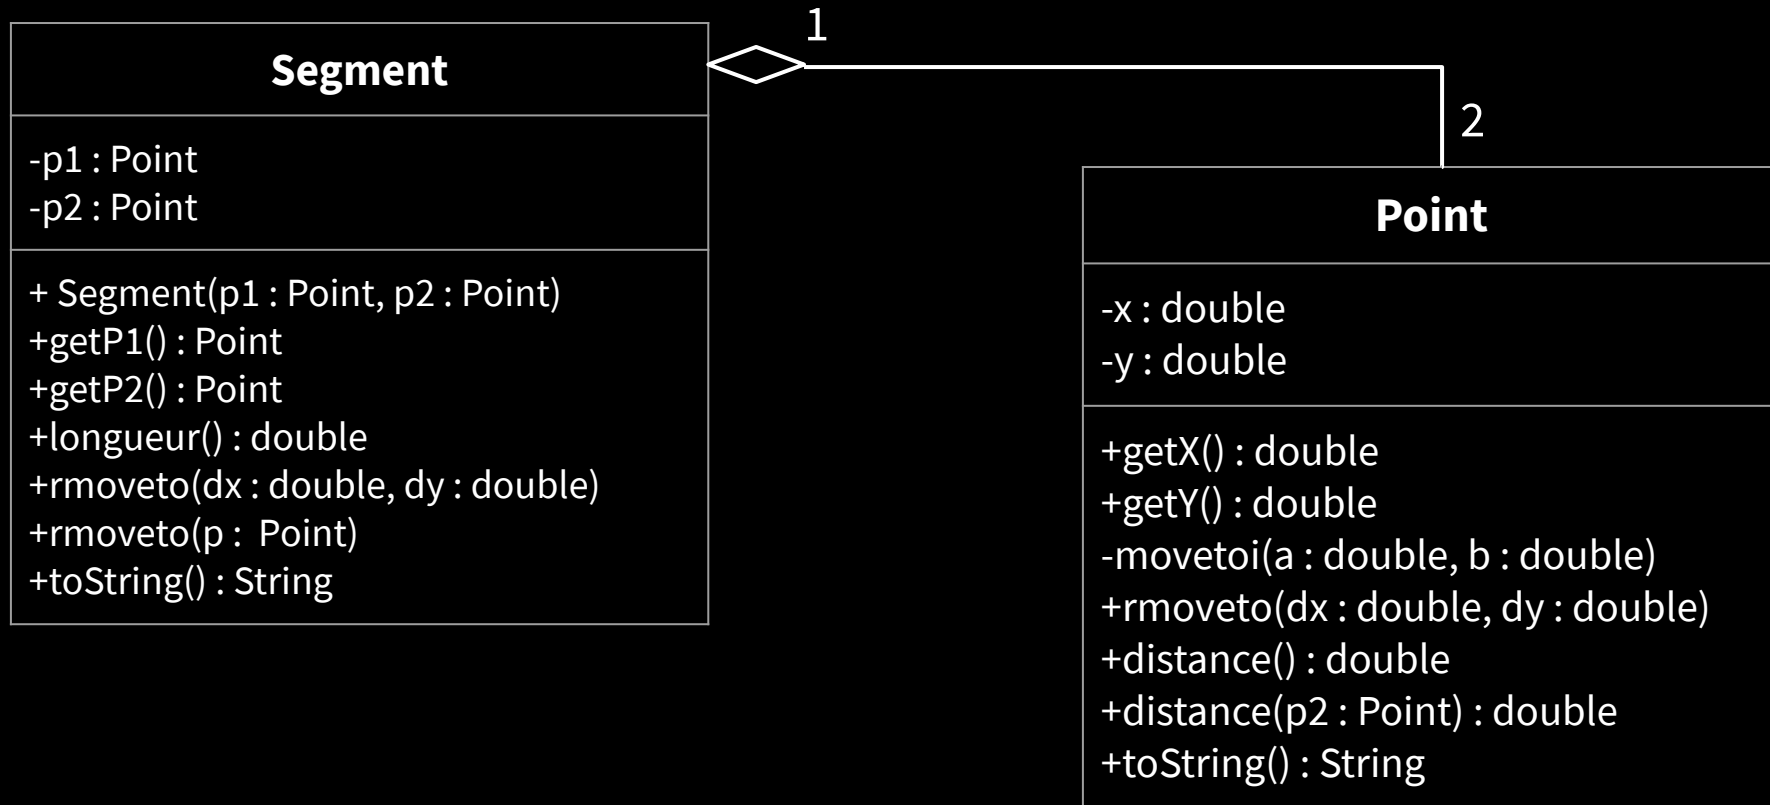 Segment
-p1 : Point
-p2 : Point
+ Segment(p1 : Point, p2 : Point)
+getP1() : Point
+getP2() : Point
+longueur() : double
+rmoveto(dx : double, dy : double)
+rmoveto(p :  Point)
+toString() : String
1
2
Point
-x : double
-y : double
+getX() : double
+getY() : double
-movetoi(a : double, b : double)
+rmoveto(dx : double, dy : double)
+distance() : double
+distance(p2 : Point) : double
+toString() : String